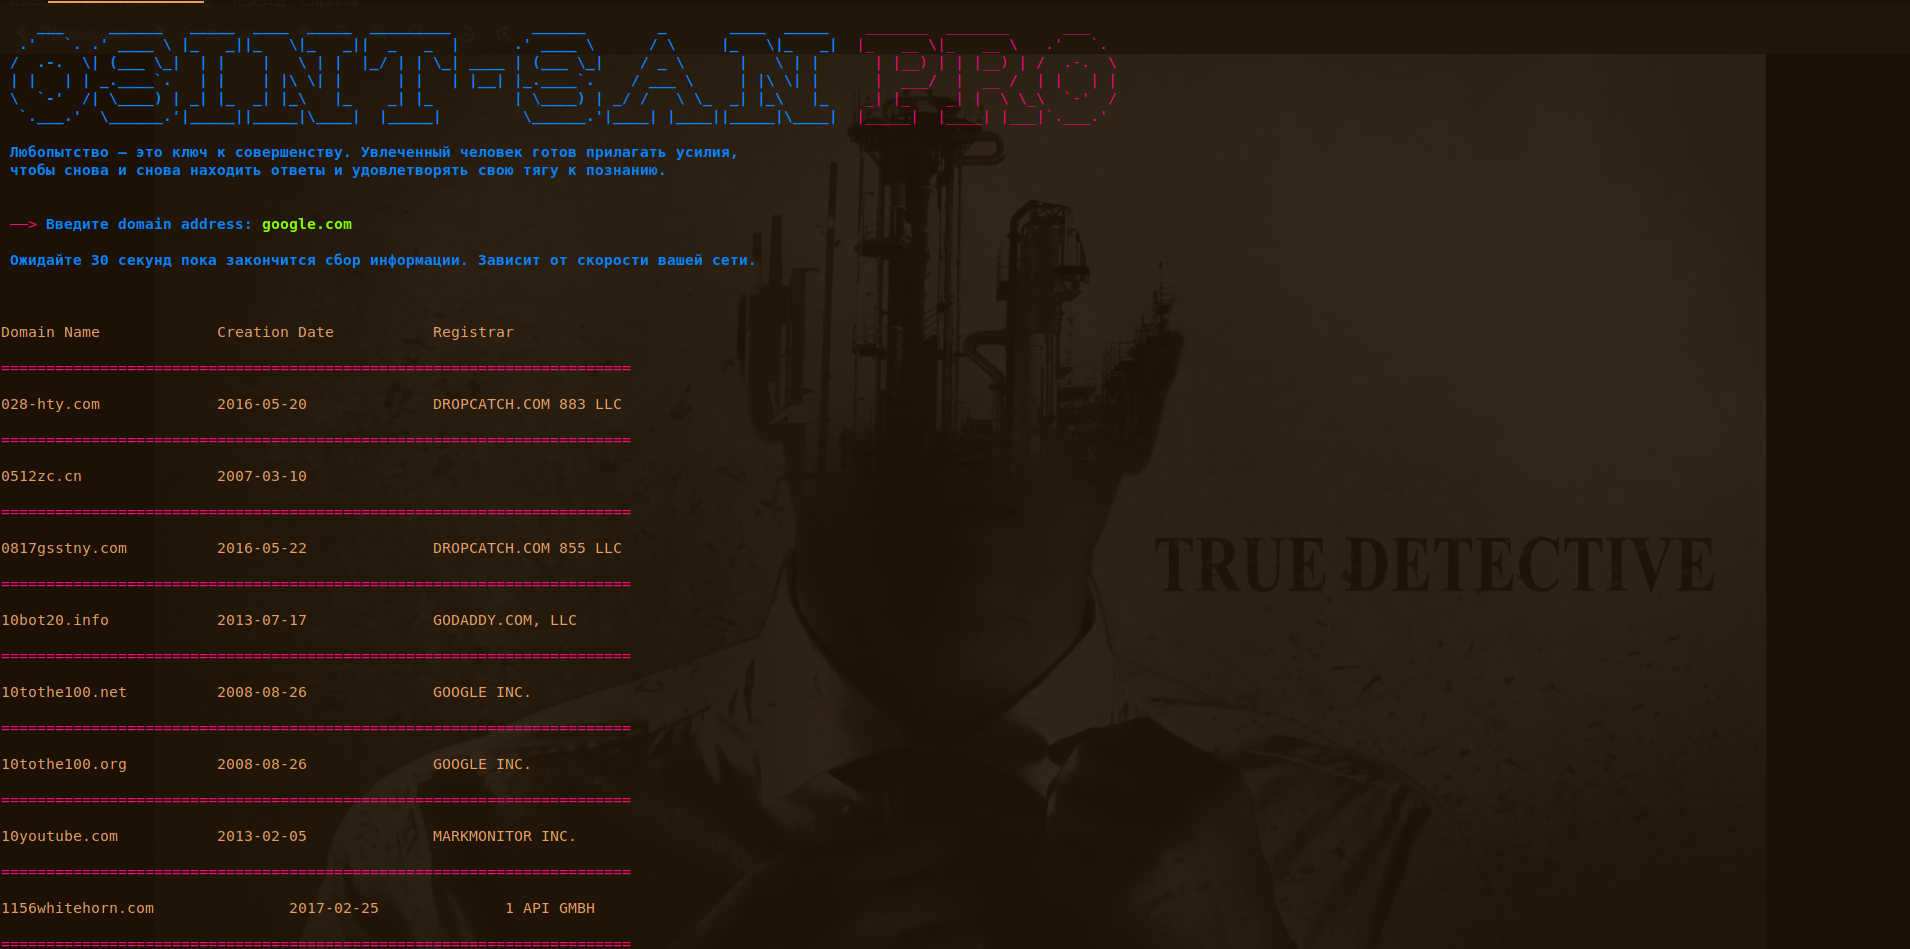 OSINT-SAN PRO
Любопытство — это ключ к совершенству. Увлеченный человек готов прилагать усилия,
чтобы снова и снова находить ответы и удовлетворять свою тягу к познанию.
——> Введите domain address: google.com
Ожидайте 30 секунд пока закончится сбор информации. Зависит от скорости вашей сети.
Domain Name Creation Date Registrar
======================================================================
028-hty.com 2016-05-20 DROPCATCH.COM 883 LLC
======================================================================
0512zc.cn 2007-03-10
======================================================================
0817gsstny.com 2016-05-22 DROPCATCH.COM 855 LLC
======================================================================
10bot20.info 2013-07-17 GODADDY.COM, LLC
======================================================================
10tothe100.net 2008-08-26 GOOGLE INC.
======================================================================
10tothe100.org 2008-08-26 GOOGLE INC.
======================================================================
10youtube.com 2013-02-05 MARKMONITOR INC.
======================================================================
1156whitehorn.com 2017-02-25 1 API GMBH
======================================================================
TRUE DETECTIVE